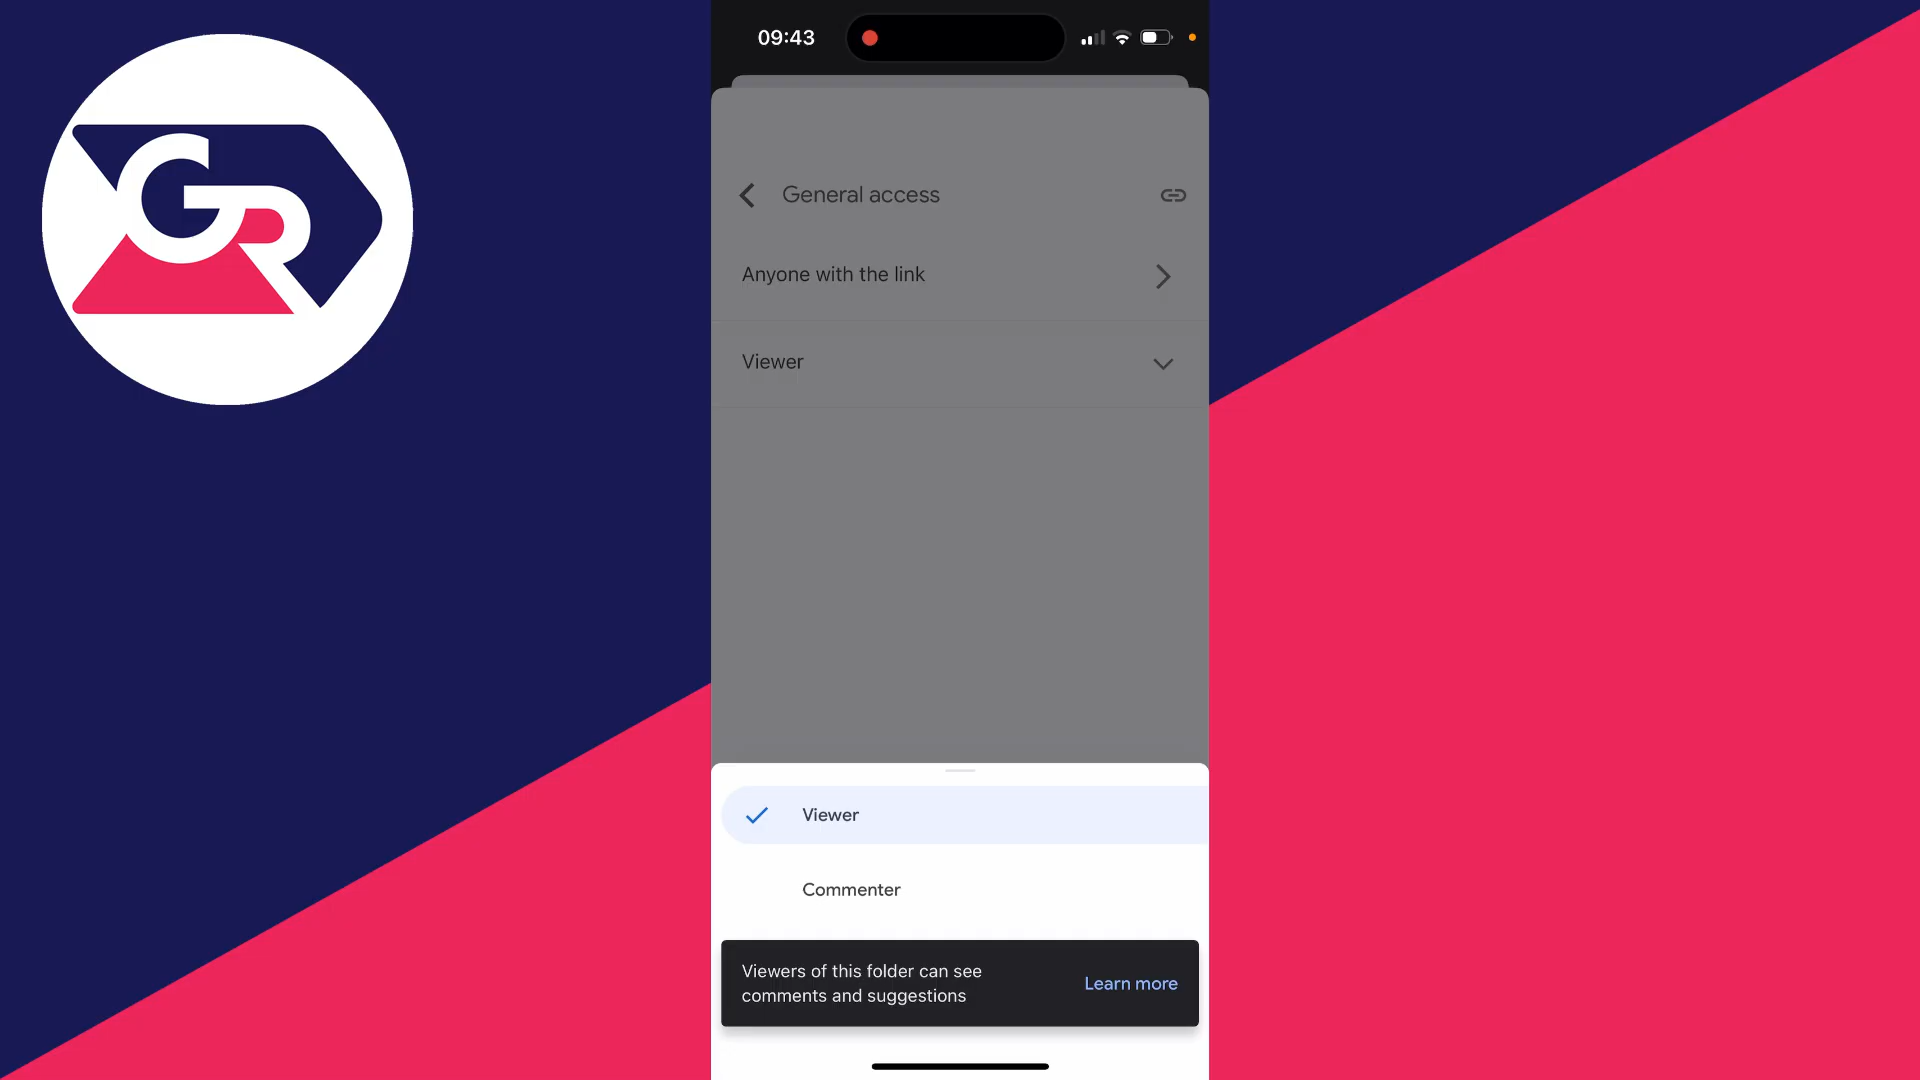 GR
09:43
General access
Anyone with the link
Viewer
Viewer
Commenter
Viewers of this folder can see
comments and suggestions
Learn more